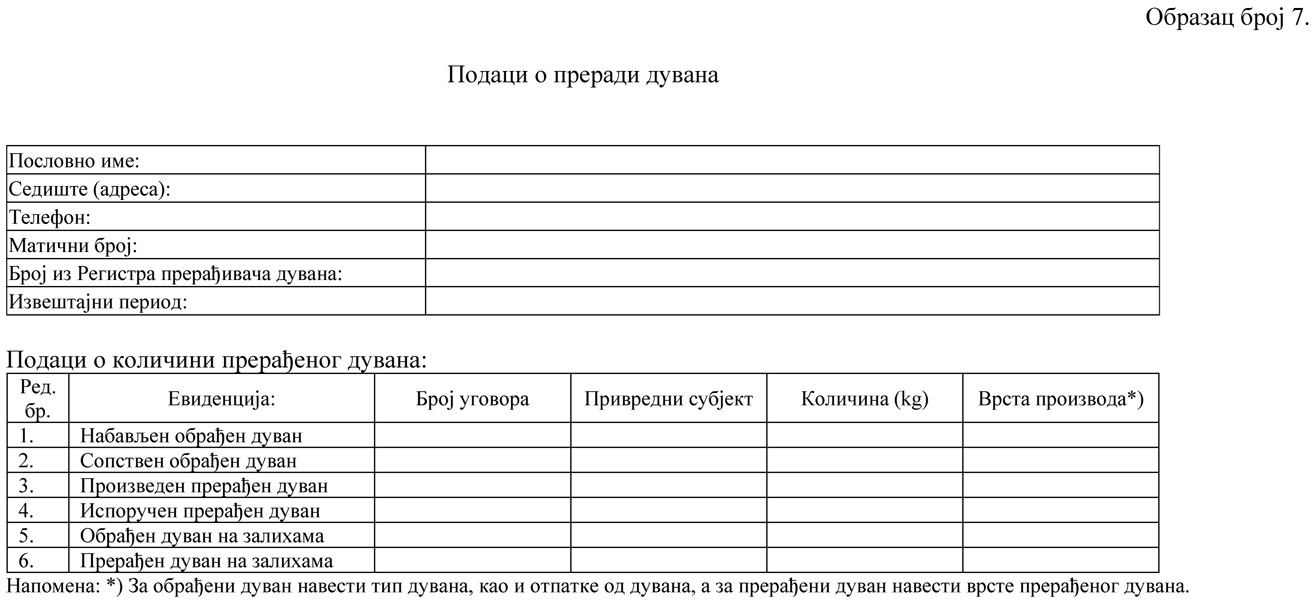 Образац број 7.
Подаци о преради дувана
Пословно име:
Седиште (адреса):
Телефон:
Матични број:
Број из Регистра прерађивача дувана:
Извештајни период:
Подаци о количини прерађеног дувана:
Ред. бр. Евиденција: Број уговора Привредни субјект Количина (kg) Врста производа*)
1. Набављен обрађен дуван
2. Сопствен обрађен дуван
3. Произведен прерађен дуван
4. Испоручен прерађен дуван
5. Обрађен дуван на залихама
6. Прерађен дуван на залихама
Напомена: *) За обрађени дуван навести тип дувана, као и отпатке од дувана, а за прерађени дуван навести врсте прерађеног дувана.